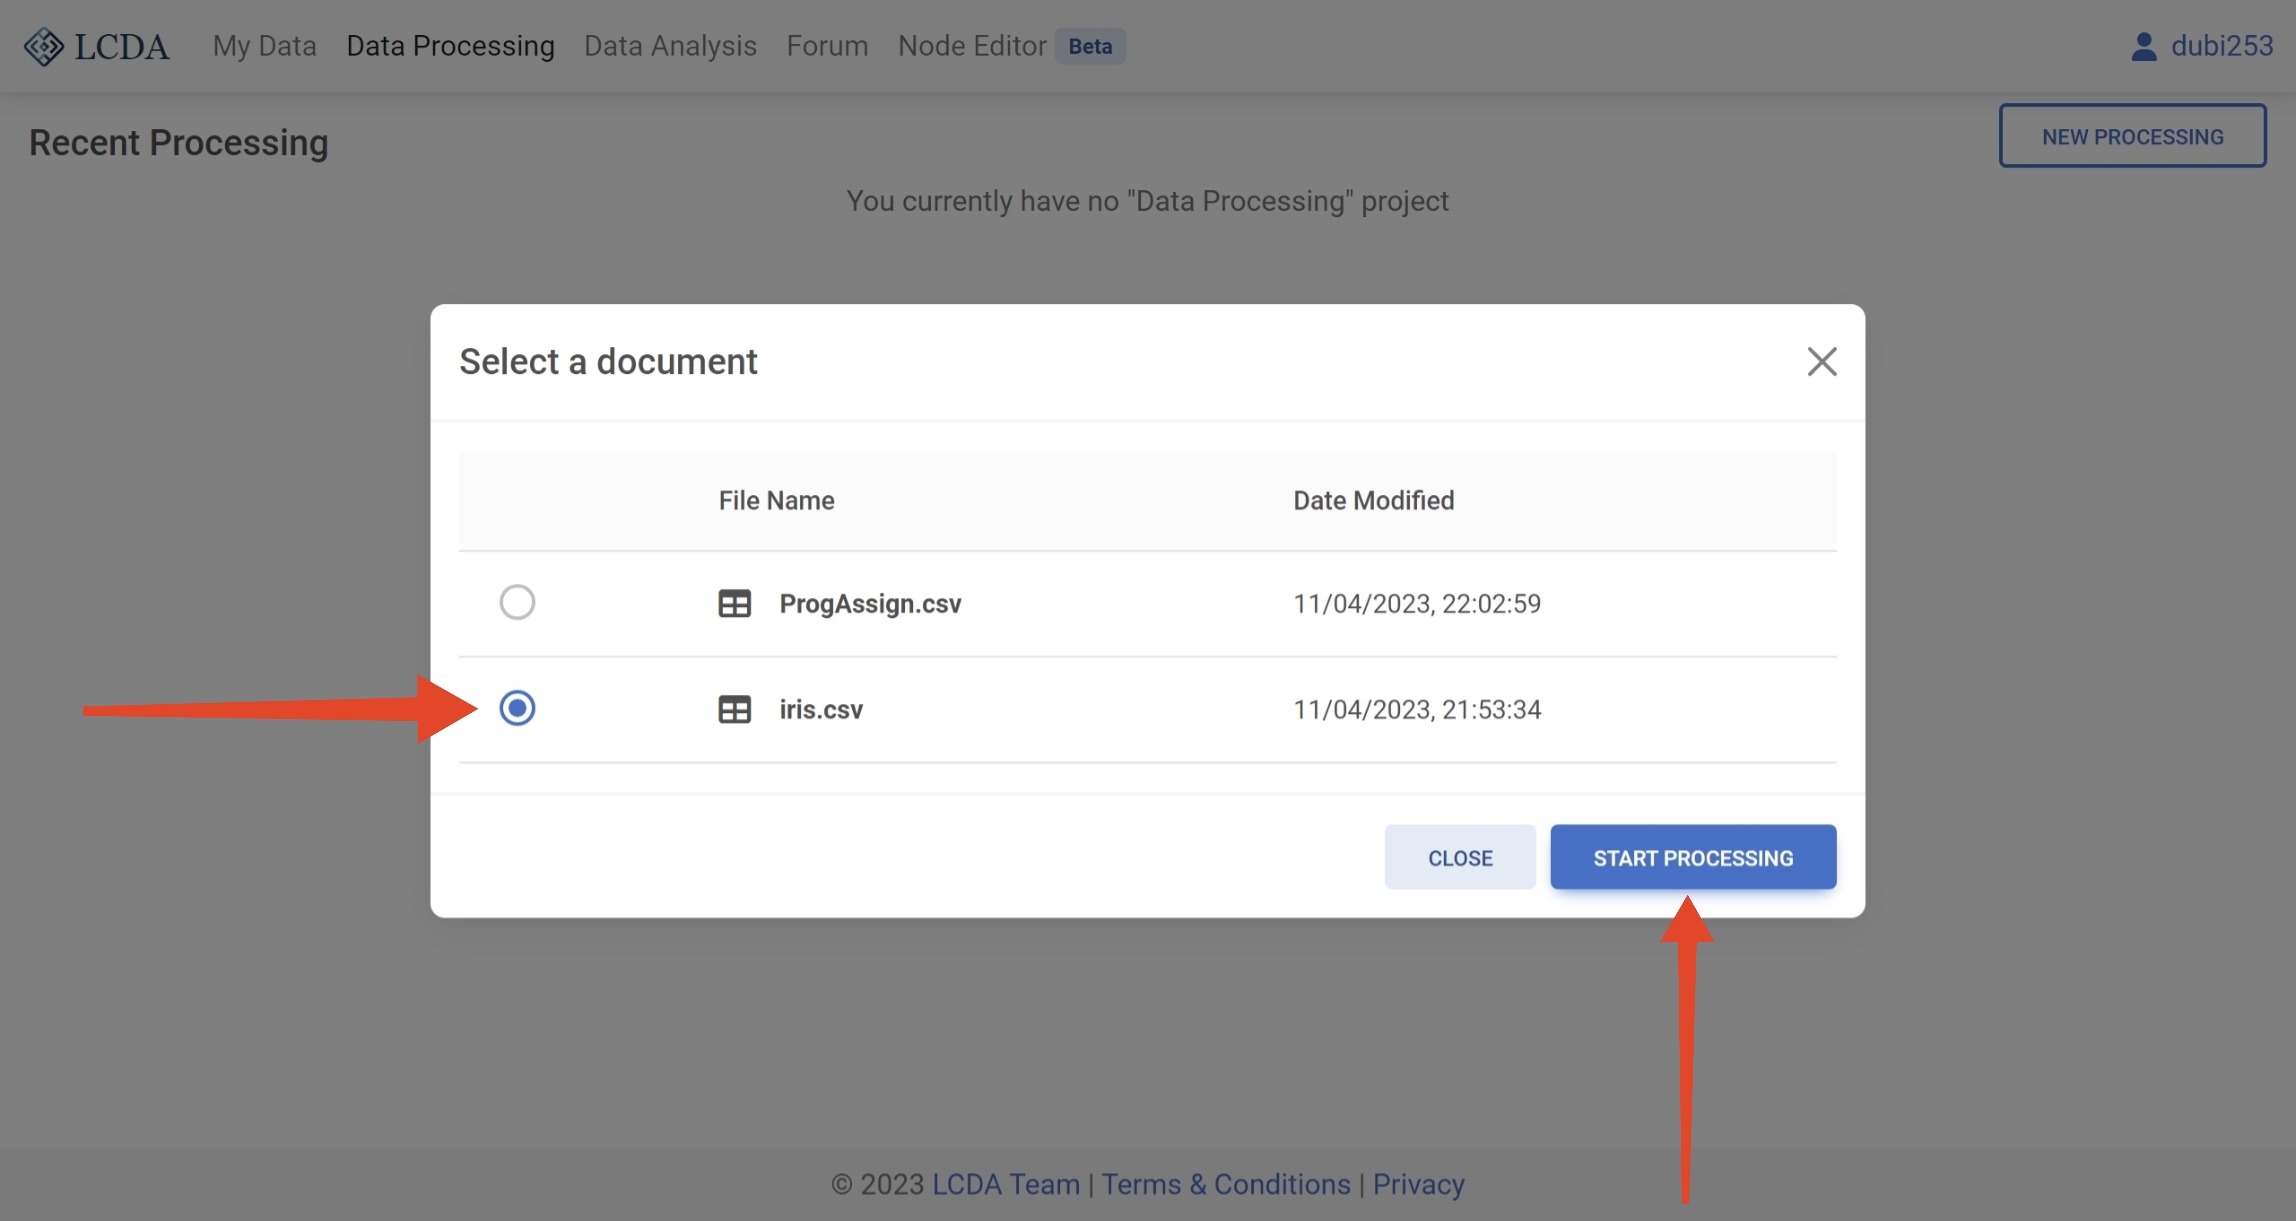 LCDA My Data Data Processing Data Analysis Forum Node Editor Beta dubi253
Recent Processing NEW PROCESSING
You currently have no "Data Processing" project
Select a document
File Name Date Modified
ProgAssign.csv 11/04/2023, 22:02:59
iris.csv 11/04/2023, 21:53:34
CLOSE START PROCESSING
© 2023 LCDA Team | Terms & Conditions | Privacy